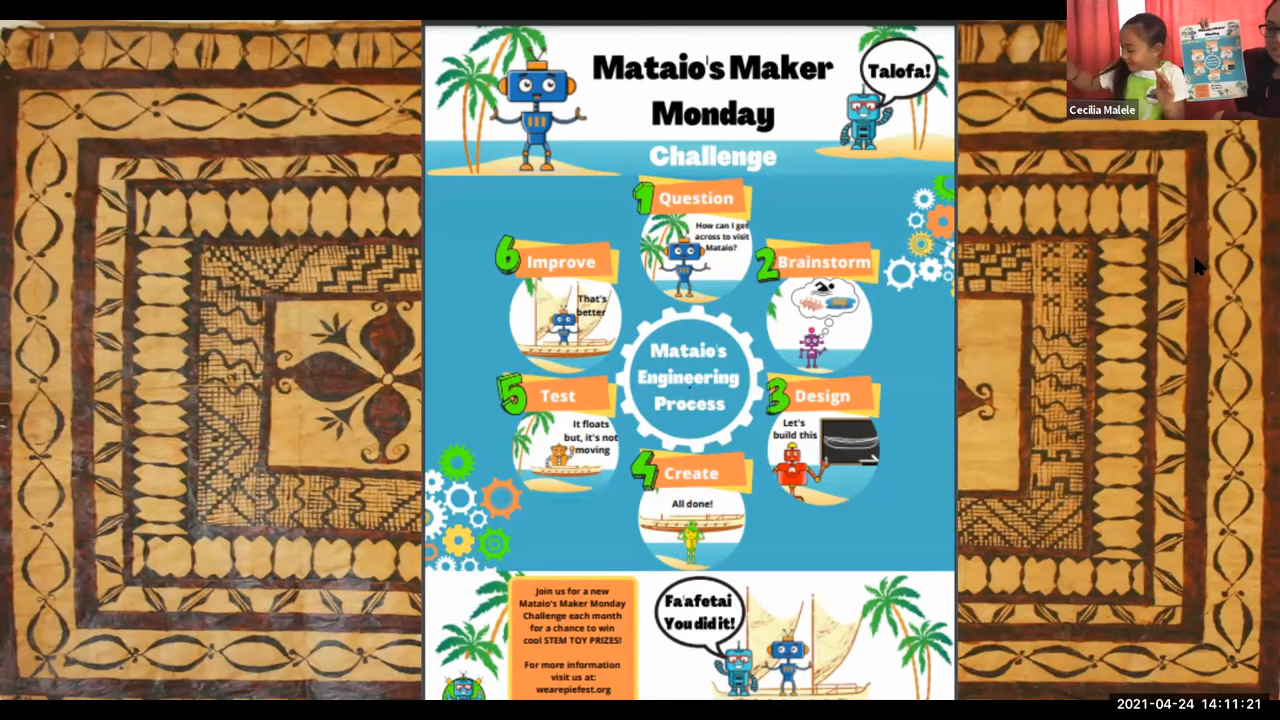 Mataio's Maker
Monday
Challenge
Talofa!
Cecilia Malele
1 Question
How can I get
across to visit
Mataio?
2 Brainstorm
3 Design
Let's
build this
4 Create
All done!
5 Test
It floats
but, it's not
moving
6 Improve
That's
better
Mataio's
Engineering
Process
Join us for a new
Mataio's Maker Monday
Challenge each month
for a chance to win
cool STEM TOY PRIZES!
For more information
visit us at:
wearepiefest.org
Fa'afetai
You did it!
2021-04-24 14:11:21